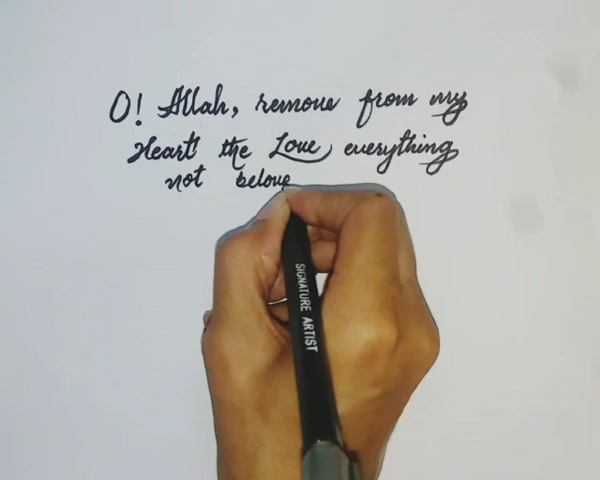 O! Allah, remove from my
Heart the Love everything
not belove
SIGNATURE ARTIST